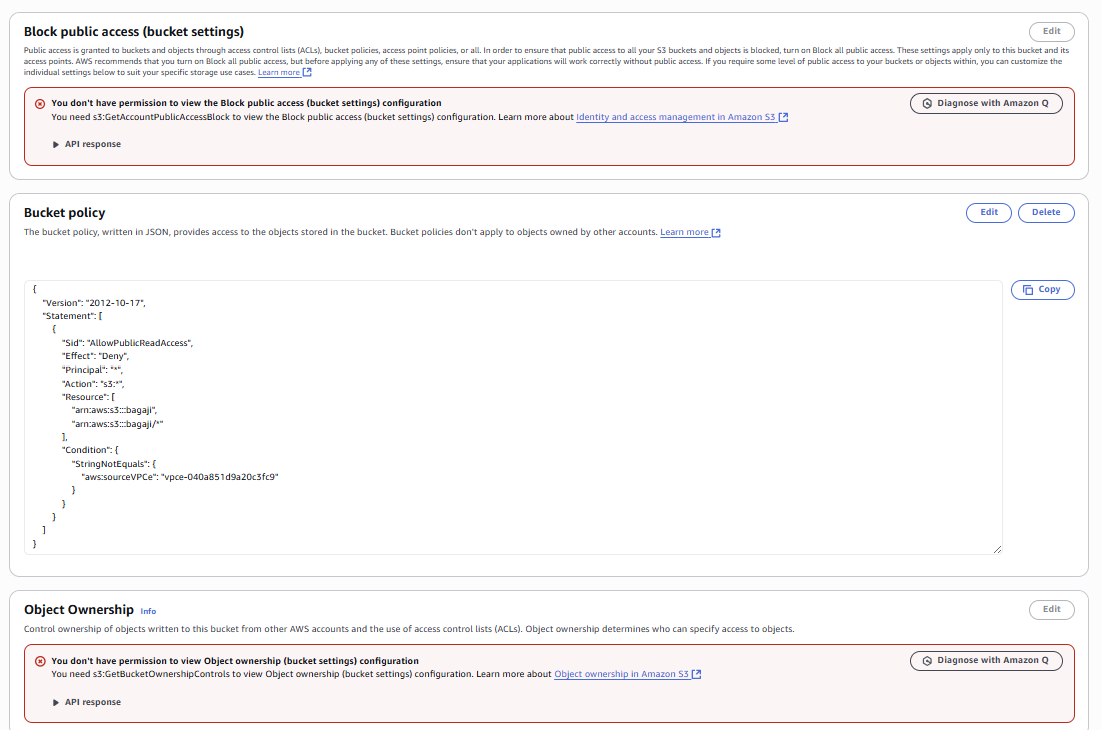 Block public access (bucket settings)
Edit
Public access is granted to buckets and objects through access control lists (ACLs), bucket policies, access point policies, or all. In order to ensure that public access to all your S3 buckets and objects is blocked, turn on Block all public access. These settings apply only to this bucket and its
access points. AWS recommends that you turn on Block all public access, but before applying any of these settings, ensure that your applications will work correctly without public access. If you require some level of public access to your buckets or objects within, you can customize the
individual settings below to suit your specific storage use cases. Learn more
You don't have permission to view the Block public access (bucket settings) configuration
Diagnose with Amazon Q
You need s3:GetAccountPublicAccessBlock to view the Block public access (bucket settings) configuration. Learn more about Identity and access management in Amazon S3
API response
Bucket policy
Edit
Delete
The bucket policy, written in JSON, provides access to the objects stored in the bucket. Bucket policies don't apply to objects owned by other accounts. Learn more
Copy
{
"Version": "2012-10-17",
"Statement": [
{
"Sid": "AllowPublicReadAccess",
"Effect": "Deny",
"Principal": "*",
"Action": "s3:*",
"Resource": [
"arn:aws:s3:::bagaji",
"arn:aws:s3:::bagaji/*"
],
"Condition": {
"StringNotEquals": {
"aws:sourceVPCe": "vpce-040a851d9a20c3fc9"
}
}
}
]
}
Object Ownership Info
Edit
Control ownership of objects written to this bucket from other AWS accounts and the use of access control lists (ACLs). Object ownership determines who can specify access to objects.
You don't have permission to view Object ownership (bucket settings) configuration
Diagnose with Amazon Q
You need s3:GetBucketOwnershipControls to view Object ownership (bucket settings) configuration. Learn more about Object ownership in Amazon S3
API response